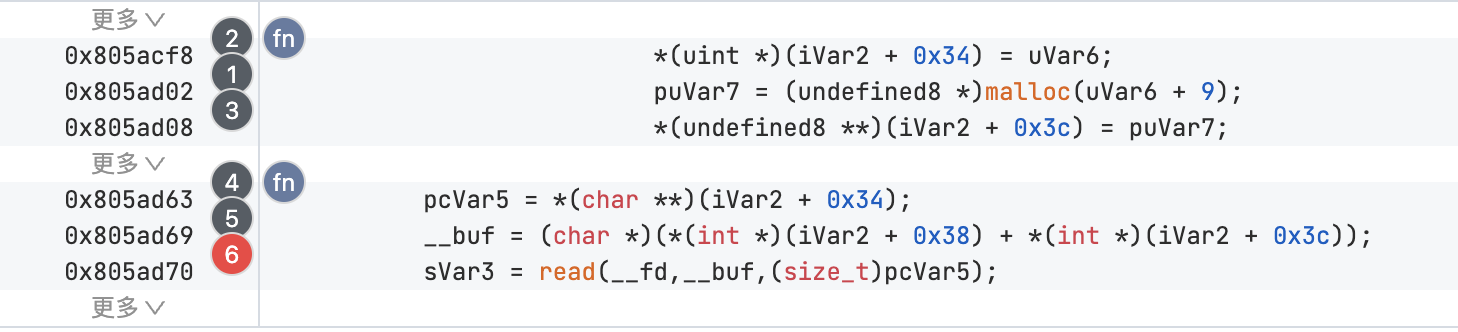 更多
0x805acf8 2 fn *(uint *)(iVar2 + 0x34) = uVar6;
0x805ad02 1 puVar7 = (undefined8 *)malloc(uVar6 + 9);
0x805ad08 3 *(undefined8 **)(iVar2 + 0x3c) = puVar7;
更多
0x805ad63 4 fn pcVar5 = *(char **)(iVar2 + 0x34);
0x805ad69 5 __buf = (char *)(*(int *)(iVar2 + 0x38) + *(int *)(iVar2 + 0x3c));
0x805ad70 6 sVar3 = read(__fd,__buf,(size_t)pcVar5);
更多